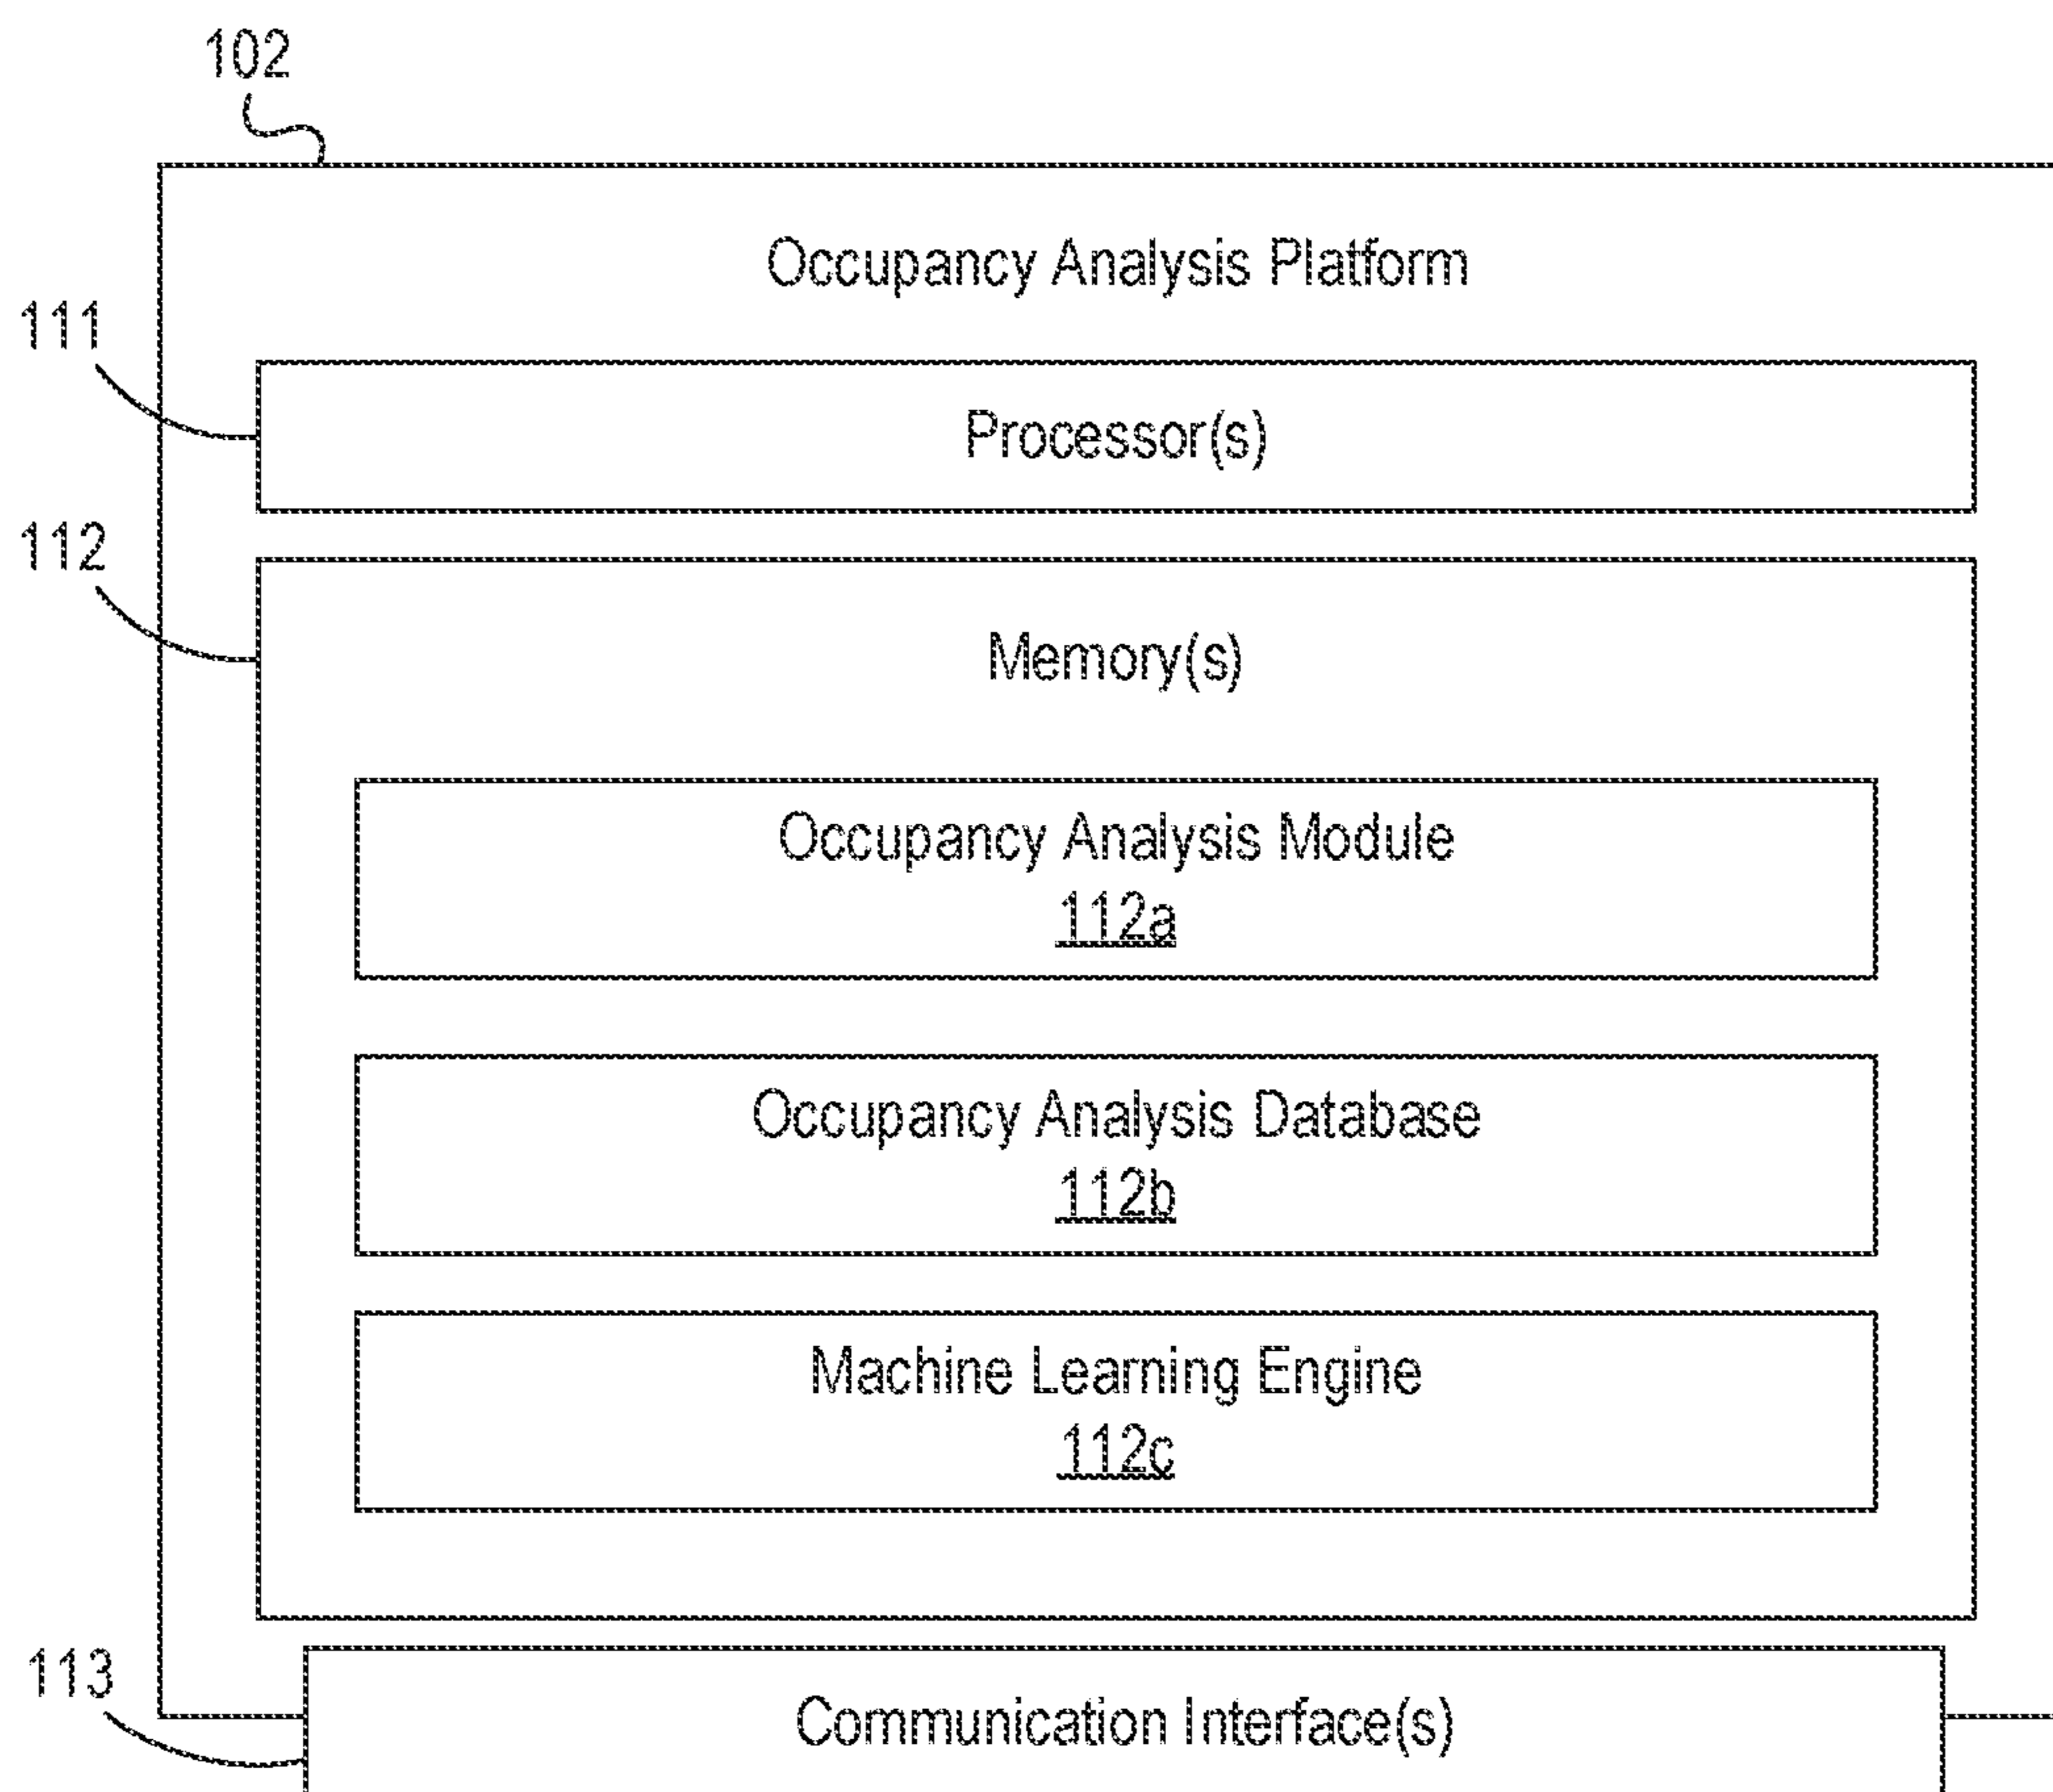 102
Occupancy Analysis Platform
111
Processor(s)
112
Memory(s)
Occupancy Analysis Module
112a
Occupancy Analysis Database
112b
Machine Learning Engine
112c
113
Communication Interface(s)